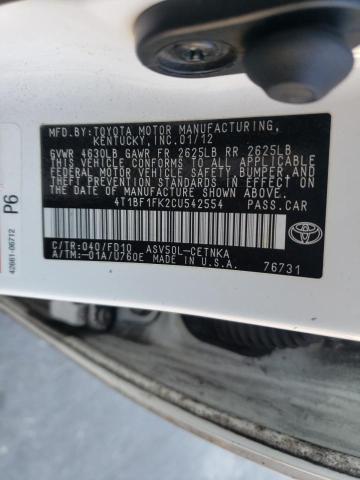 MFD.BY:TOYOTA MOTOR MANUFACTURING,
KENTUCKY, INC.01/12
GVWR 4630LB GAWR FR 2625LB RR 2625LB
THIS VEHICLE CONFORMS TO ALL APPLICABLE
FEDERAL MOTOR VEHICLE SAFETY, BUMPER, AND
THEFT PREVENTION STANDARDS IN EFFECT ON
THE DATE OF MANUFACTURE SHOWN ABOVE.
4T1BF1FK2CU542554 PASS.CAR
C/TR:040/FD10 ASV50L-CETNKA
A/TM:-01A/U760E MADE IN U.S.A.
76731
P6
42661-06712